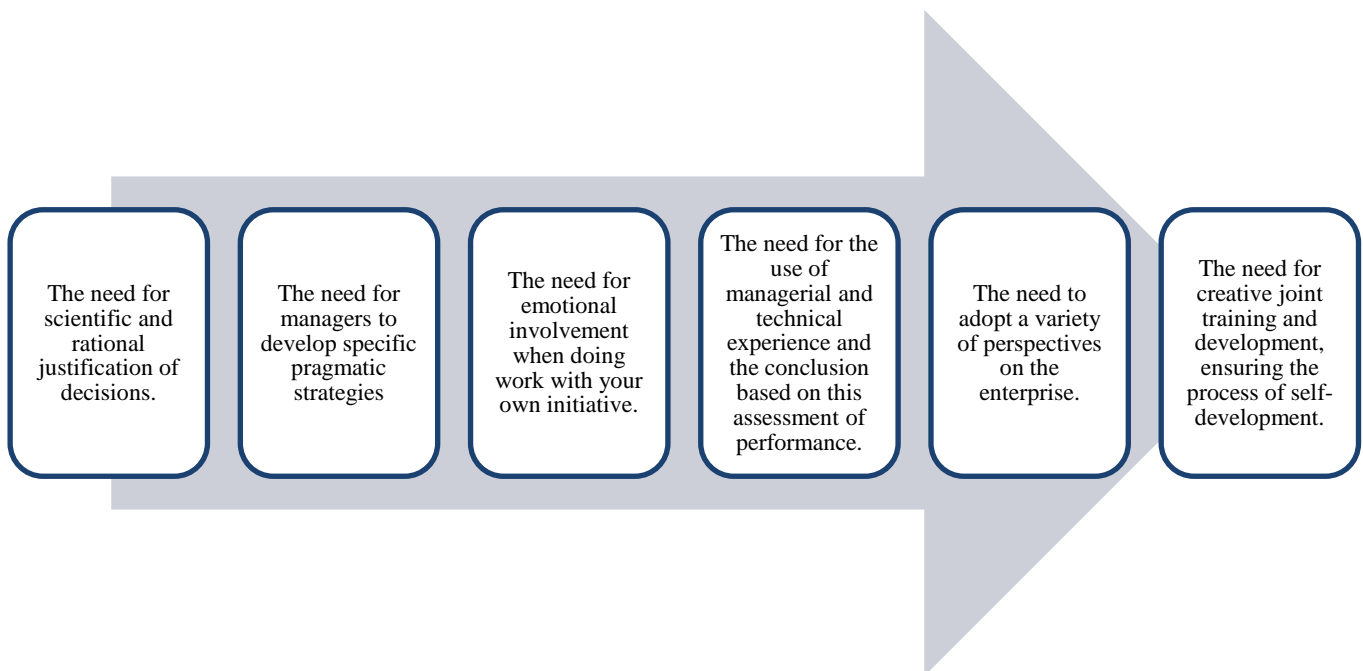 The need for
scientific and
rational
justification of
decisions.
The need for
managers to
develop specific
pragmatic
strategies
The need for
emotional
involvement
when doing
work with your
own initiative.
The need for the
use of
managerial and
technical
experience and
the conclusion
based on this
assessment of
performance.
The need to
adopt a variety
of perspectives
on the
enterprise.
The need for
creative joint
training and
development,
ensuring the
process of self-
development.